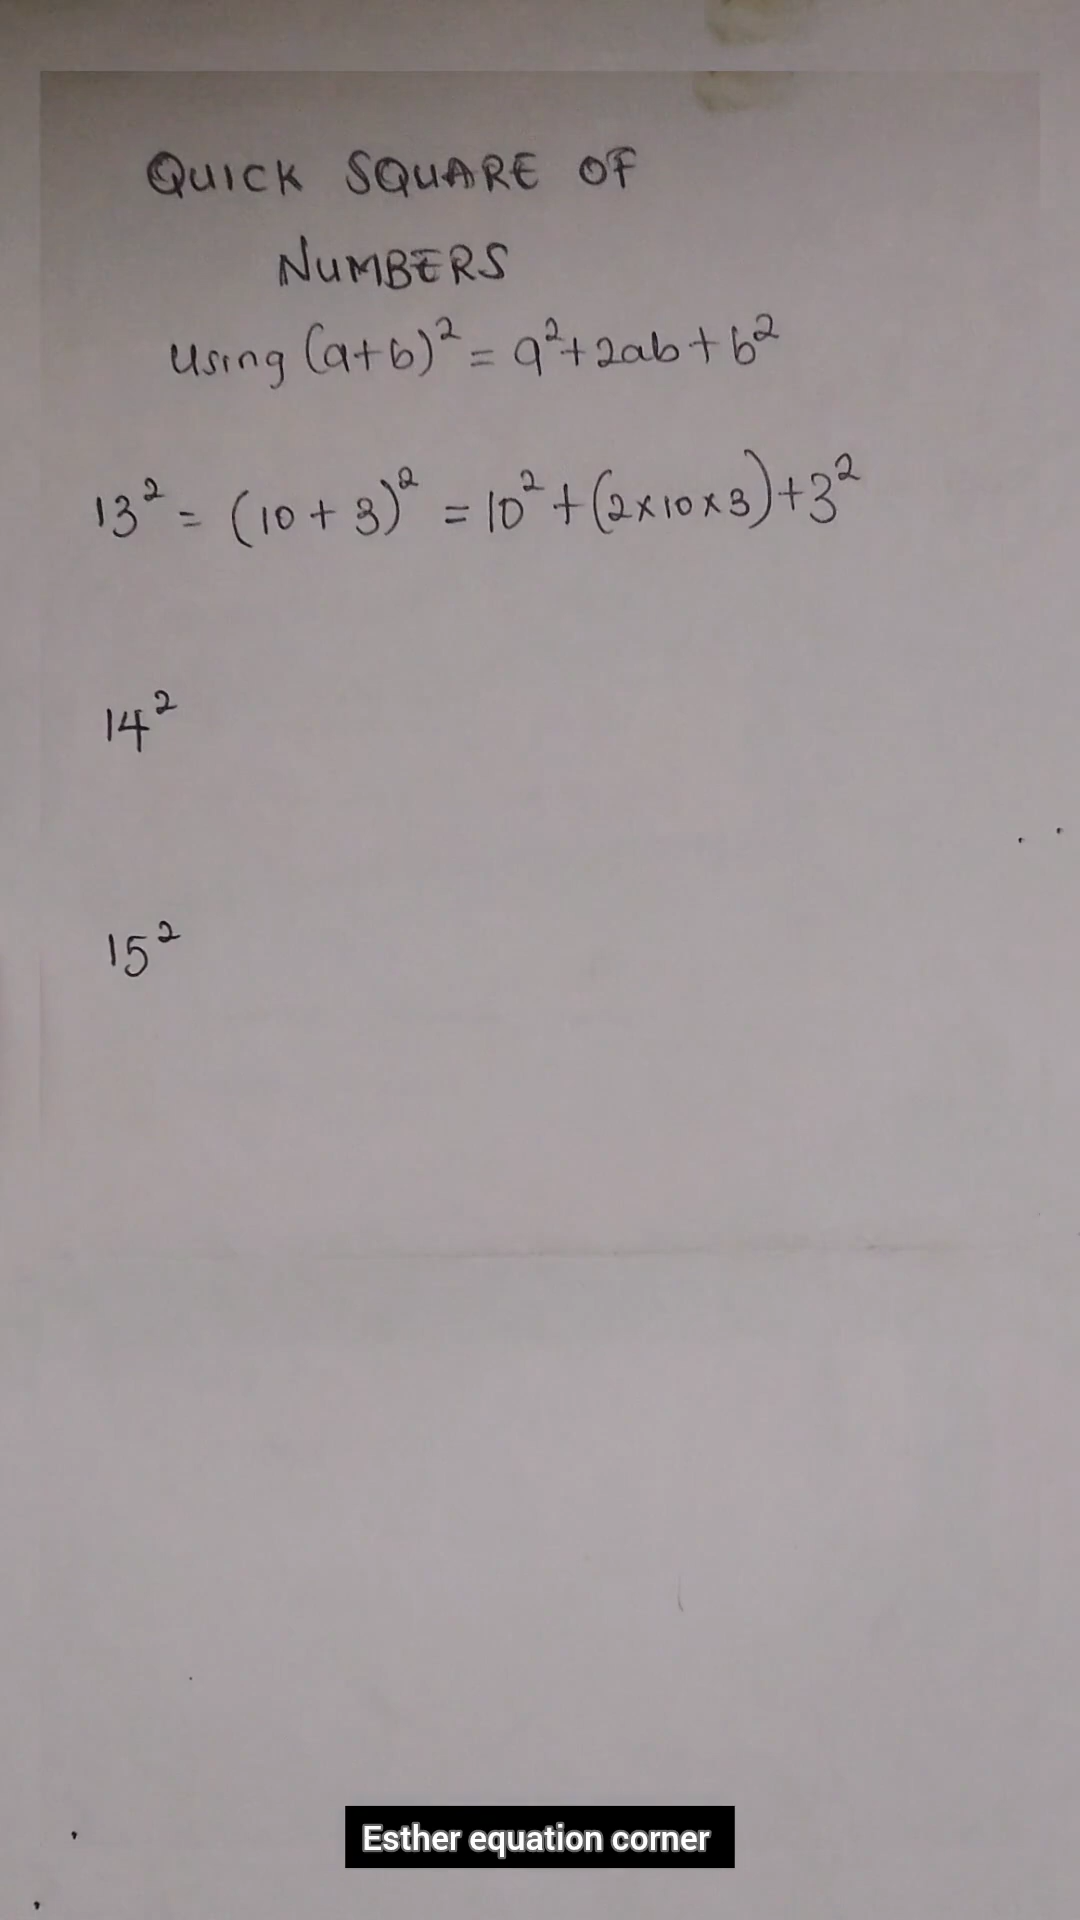 QUICK SQUARE OF
NUMBERS
Using (a+b)² = a²+2ab+b²
13² = (10+3)² = 10²+(2×10×3)+3²
14²
15²
Esther equation corner